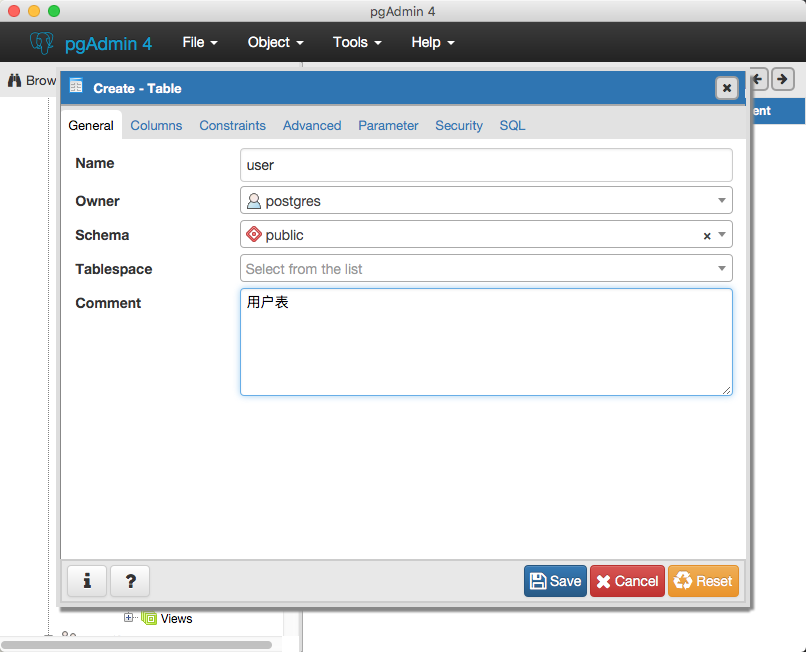 pgAdmin 4
pgAdmin 4 File Object Tools Help
Brow
Create - Table
ent
General Columns Constraints Advanced Parameter Security SQL
Name user
Owner postgres
Schema public
Tablespace Select from the list
Comment 用户表
Save Cancel Reset
Views